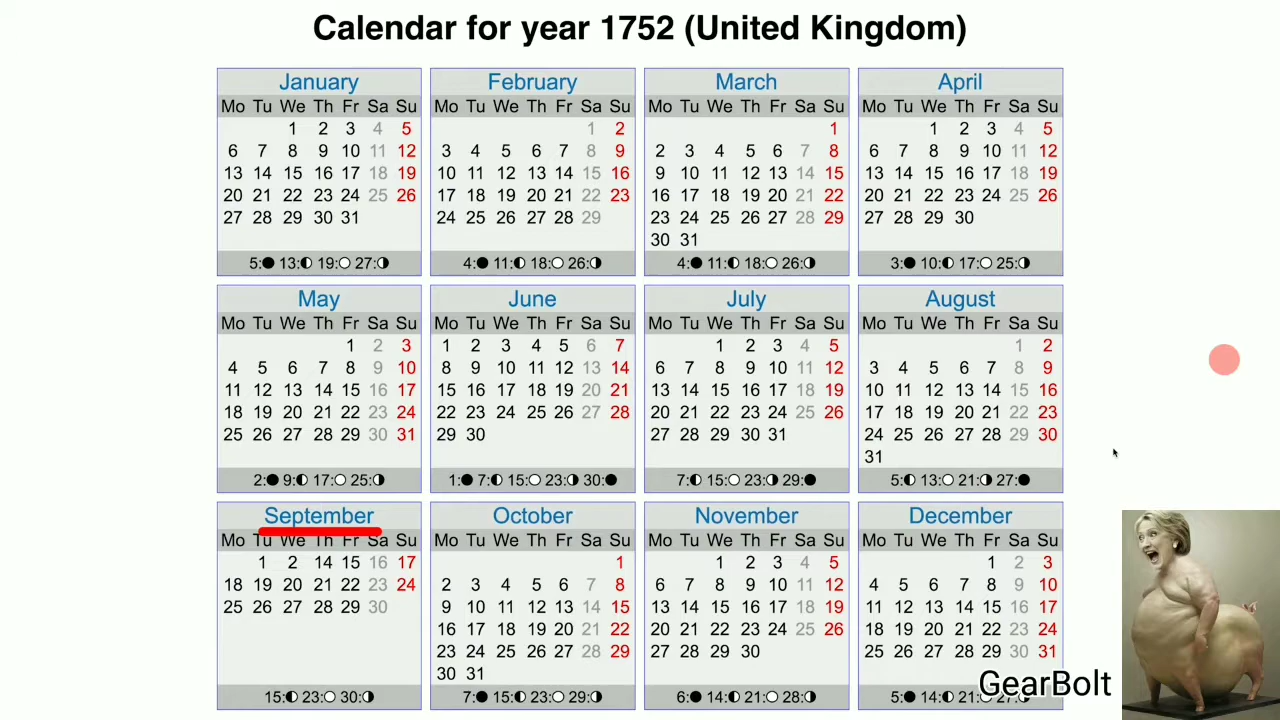 Calendar for year 1752 (United Kingdom)
January
Mo Tu We Th Fr Sa Su
1 2 3 4 5
6 7 8 9 10 11 12
13 14 15 16 17 18 19
20 21 22 23 24 25 26
27 28 29 30 31
5: 13: 19: 27:
February
Mo Tu We Th Fr Sa Su
1 2
3 4 5 6 7 8 9
10 11 12 13 14 15 16
17 18 19 20 21 22 23
24 25 26 27 28 29
4: 11: 18: 26:
March
Mo Tu We Th Fr Sa Su
1
2 3 4 5 6 7 8
9 10 11 12 13 14 15
16 17 18 19 20 21 22
23 24 25 26 27 28 29
30 31
4: 11: 18: 26:
April
Mo Tu We Th Fr Sa Su
1 2 3 4 5
6 7 8 9 10 11 12
13 14 15 16 17 18 19
20 21 22 23 24 25 26
27 28 29 30
3: 10: 17: 25:
May
Mo Tu We Th Fr Sa Su
1 2 3
4 5 6 7 8 9 10
11 12 13 14 15 16 17
18 19 20 21 22 23 24
25 26 27 28 29 30 31
2: 9: 17: 25:
June
Mo Tu We Th Fr Sa Su
1 2 3 4 5 6 7
8 9 10 11 12 13 14
15 16 17 18 19 20 21
22 23 24 25 26 27 28
29 30
1: 7: 15: 23: 30:
July
Mo Tu We Th Fr Sa Su
1 2 3 4 5
6 7 8 9 10 11 12
13 14 15 16 17 18 19
20 21 22 23 24 25 26
27 28 29 30 31
7: 15: 23: 29:
August
Mo Tu We Th Fr Sa Su
1 2
3 4 5 6 7 8 9
10 11 12 13 14 15 16
17 18 19 20 21 22 23
24 25 26 27 28 29 30
31
5: 13: 21: 27:
September
Mo Tu We Th Fr Sa Su
1 2 14 15 16 17
18 19 20 21 22 23 24
25 26 27 28 29 30
15: 23: 30:
October
Mo Tu We Th Fr Sa Su
1
2 3 4 5 6 7 8
9 10 11 12 13 14 15
16 17 18 19 20 21 22
23 24 25 26 27 28 29
30 31
7: 15: 23: 29:
November
Mo Tu We Th Fr Sa Su
1 2 3 4 5
6 7 8 9 10 11 12
13 14 15 16 17 18 19
20 21 22 23 24 25 26
27 28 29 30
6: 14: 21: 28:
December
Mo Tu We Th Fr Sa Su
1 2 3
4 5 6 7 8 9 10
11 12 13 14 15 16 17
18 19 20 21 22 23 24
25 26 27 28 29 30 31
5: 14: 21: 27:
GearBolt